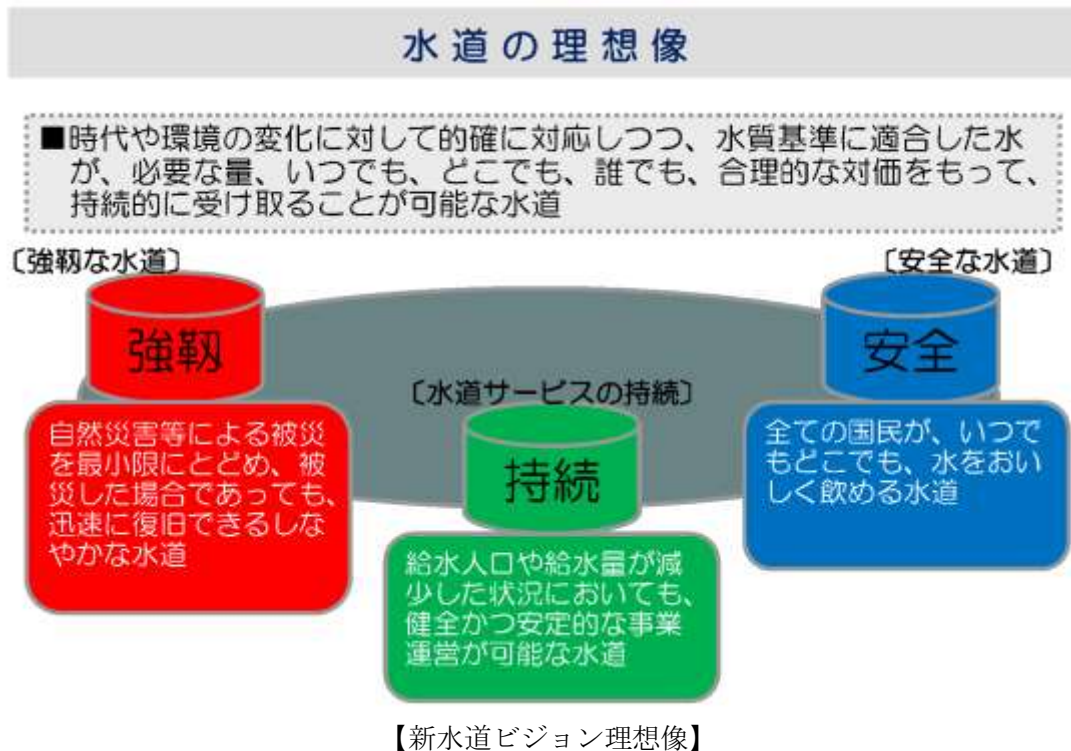 水道の理想像
■時代や環境の変化に対して的確に対応しつつ、水質基準に適合した水
が、必要な量、いつでも、どこでも、誰でも、合理的な対価をもって、
持続的に受け取ることが可能な水道
〔強靱な水道〕
〔安全な水道〕
強靱
安全
〔水道サービスの持続〕
持続
自然災害等による被災
を最小限にとどめ、被
災した場合であっても、
迅速に復旧できるしな
やかな水道
給水人口や給水量が減
少した状況においても、
健全かつ安定的な事業
運営が可能な水道
全ての国民が、いつで
もどこでも、水をおい
しく飲める水道
【新水道ビジョン理想像】